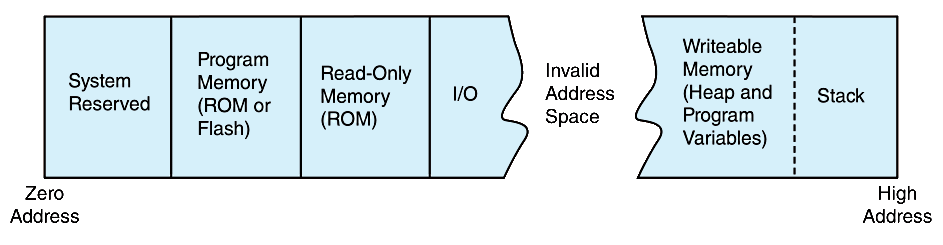 System
Reserved
Program
Memory
(ROM or
Flash)
Read-Only
Memory
(ROM)
I/O
Invalid
Address
Space
Writeable
Memory
(Heap and
Program
Variables)
Stack
Zero
Address
High
Address